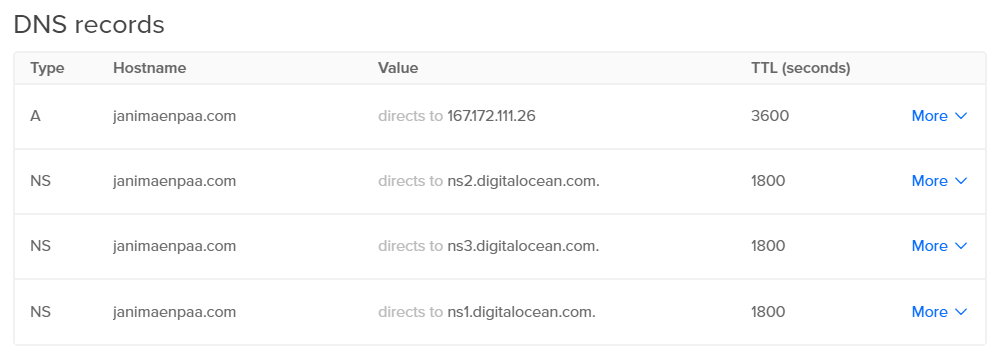 DNS records
Type Hostname Value TTL (seconds)
A janimaenpaa.com directs to 167.172.111.26 3600 More
NS janimaenpaa.com directs to ns2.digitalocean.com. 1800 More
NS janimaenpaa.com directs to ns3.digitalocean.com. 1800 More
NS janimaenpaa.com directs to ns1.digitalocean.com. 1800 More